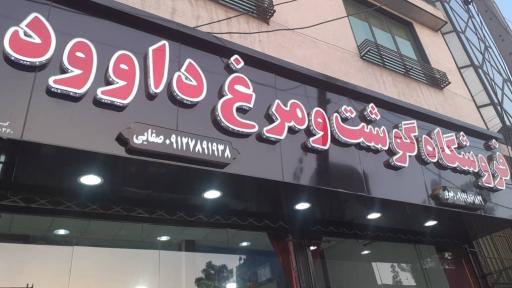 فروشگاه گوشت و مرغ داوود
۰۹۱۲۷۸۹۱۹۳۸ صفایی